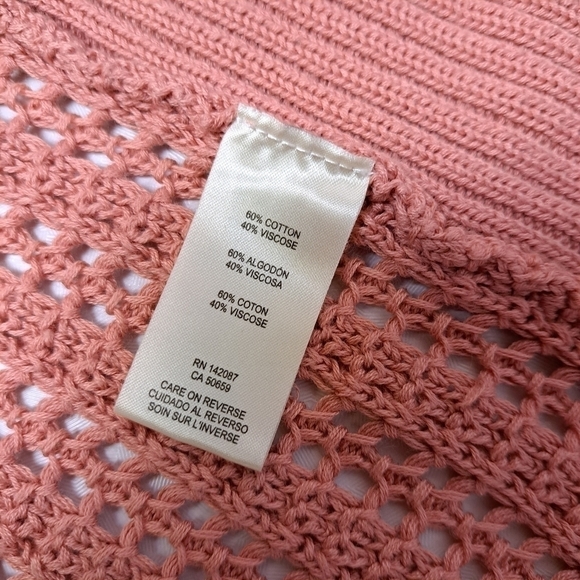 60% COTTON
40% VISCOSE
60% ALGODÓN
40% VISCOSA
60% COTON
40% VISCOSE
RN 142087
CA 50659
CARE ON REVERSE
CUIDADO AL REVERSO
SOIN SUR L'INVERSE